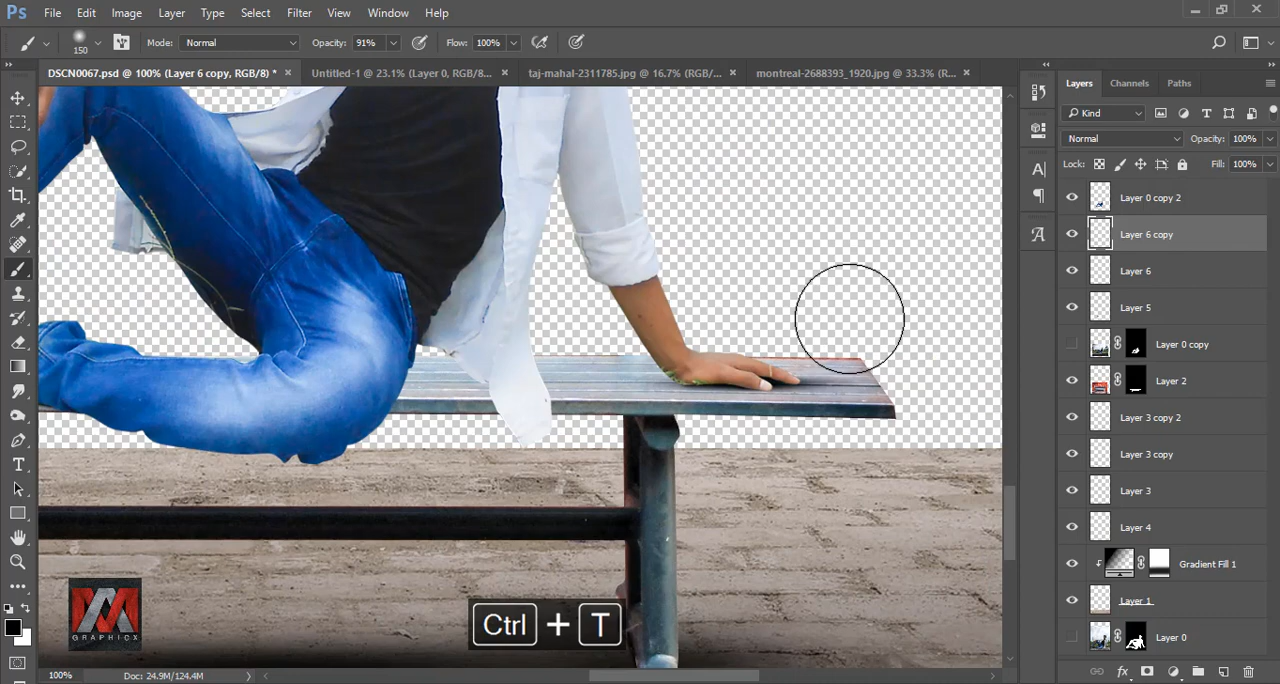 Ps File Edit Image Layer Type Select Filter View Window Help
150 Mode: Normal Opacity: 91% Flow: 100%
DSCN0067.psd @ 100% (Layer 6 copy, RGB/8) * × Untitled-1 @ 23.1% (Layer 0, RGB/8... × taj-mahal-2311785.jpg @ 16.7% (RGB/... × montreal-2688393_1920.jpg @ 33.3% (R... ×
Layers Channels Paths
Kind
Normal Opacity: 100%
Lock: Fill: 100%
Layer 0 copy 2
Layer 6 copy
Layer 6
Layer 5
Layer 0 copy
Layer 2
Layer 3 copy 2
Layer 3 copy
Layer 3
Layer 4
Gradient Fill 1
Layer 1
Layer 0
GRAPHICX
Ctrl + T
100% Doc: 24.9M/124.4M